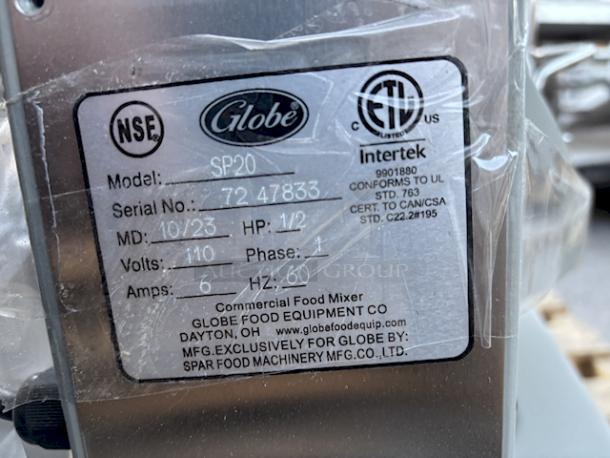 NSF
Globe
ETL
C LISTED US
Intertek
9901880
CONFORMS TO UL
STD. 763
CERT. TO CAN/CSA
STD. C22.2#195
Model: SP20
Serial No.: 72 47833
MD: 10/23 HP: 1/2
Volts: 110 Phase: 1
Amps: 6 HZ: 60
GROUP
Commercial Food Mixer
GLOBE FOOD EQUIPMENT CO
DAYTON, OH www.globefoodequip.com
MFG.EXCLUSIVELY FOR GLOBE BY:
SPAR FOOD MACHINERY MFG.CO.,LTD.